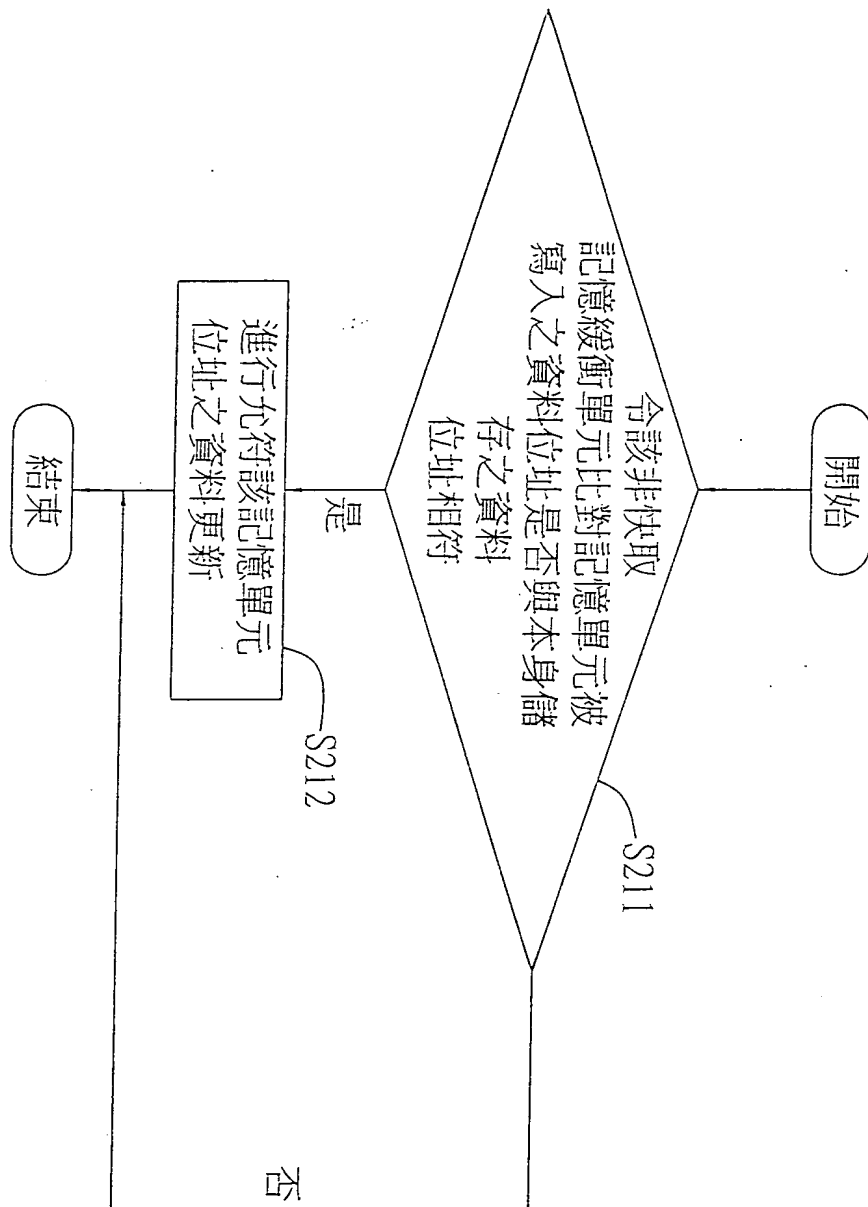 開始
令該非快取
記憶緩衝單元比對記憶單元被
寫入之資料位址是否與本身儲
存之資料
位址相符
S211
是
否
進行允符該記憶單元
位址之資料更新
S212
結束